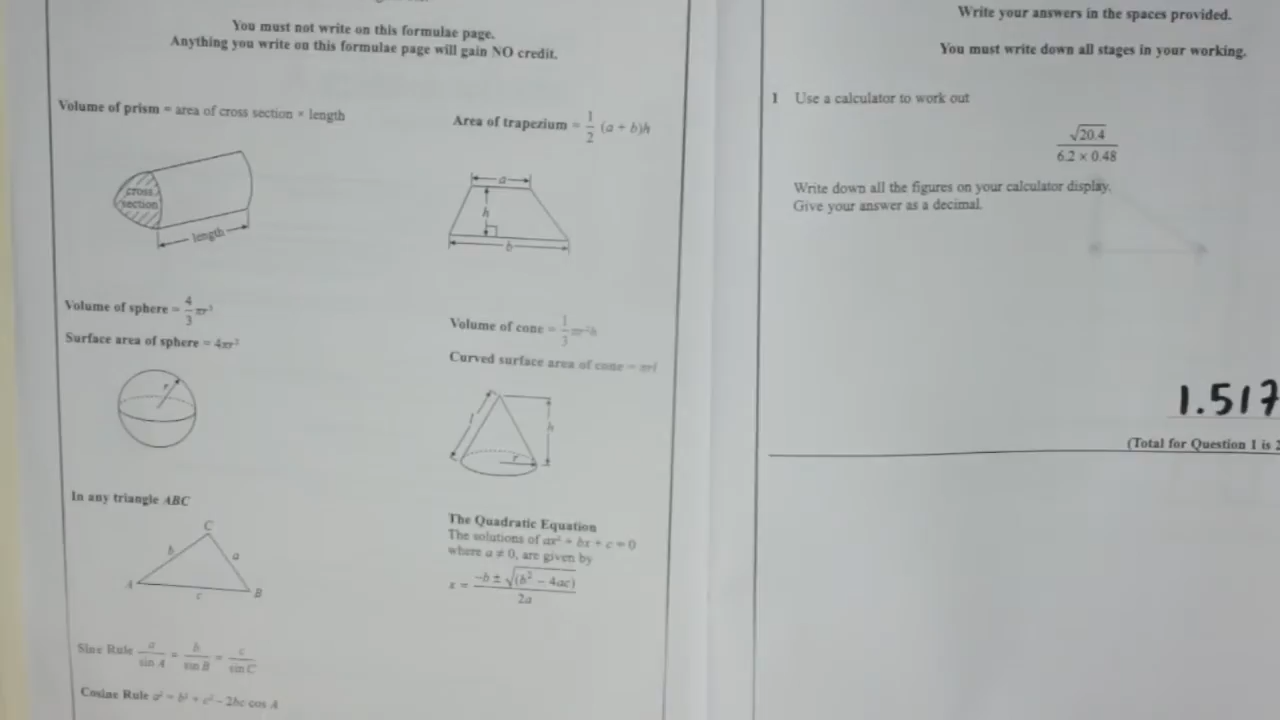 You must not write on this formulae page.
Anything you write on this formulae page will gain NO credit.
Volume of prism = area of cross section × length
Area of trapezium = 1/2 (a + b)h
cross
section
length
a
h
b
Volume of sphere = 4/3 πr³
Surface area of sphere = 4πr²
r
Volume of cone = 1/3 πr²h
Curved surface area of cone = πrl
l
h
r
In any triangle ABC
C
b
a
A
c
B
The Quadratic Equation
The solutions of ax² + bx + c = 0
where a ≠ 0, are given by
x = -b ± √(b² − 4ac) / 2a
Sine Rule a/sin A = b/sin B = c/sin C
Cosine Rule a² = b² + c² − 2bc cos A
Write your answers in the spaces provided.
You must write down all stages in your working.
1 Use a calculator to work out
√20.4
6.2 × 0.48
Write down all the figures on your calculator display.
Give your answer as a decimal.
1.517
(Total for Question 1 is 2